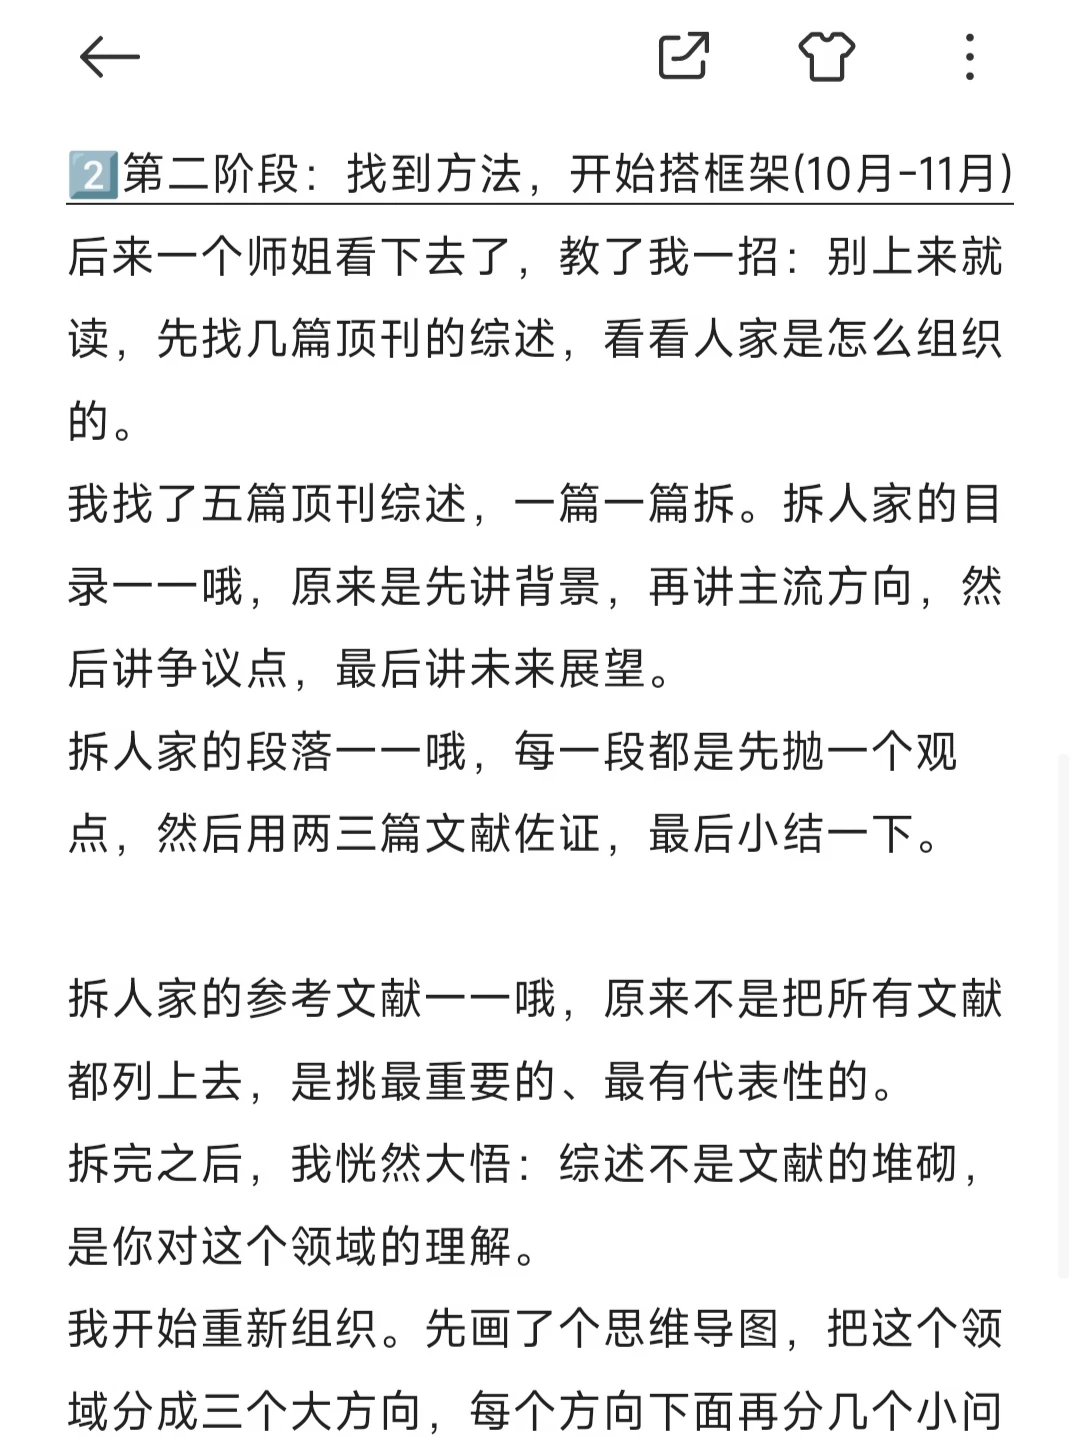 2️⃣第二阶段：找到方法，开始搭框架(10月-11月)
后来一个师姐看下去了，教了我一招：别上来就
读，先找几篇顶刊的综述，看看人家是怎么组织
的。
我找了五篇顶刊综述，一篇一篇拆。拆人家的目
录一一哦，原来是先讲背景，再讲主流方向，然
后讲争议点，最后讲未来展望。
拆人家的段落一一哦，每一段都是先抛一个观
点，然后用两三篇文献佐证，最后小结一下。
拆人家的参考文献一一哦，原来不是把所有文献
都列上去，是挑最重要的、最有代表性的。
拆完之后，我恍然大悟：综述不是文献的堆砌，
是你对这个领域的理解。
我开始重新组织。先画了个思维导图，把这个领
域分成三个大方向，每个方向下面再分几个小问